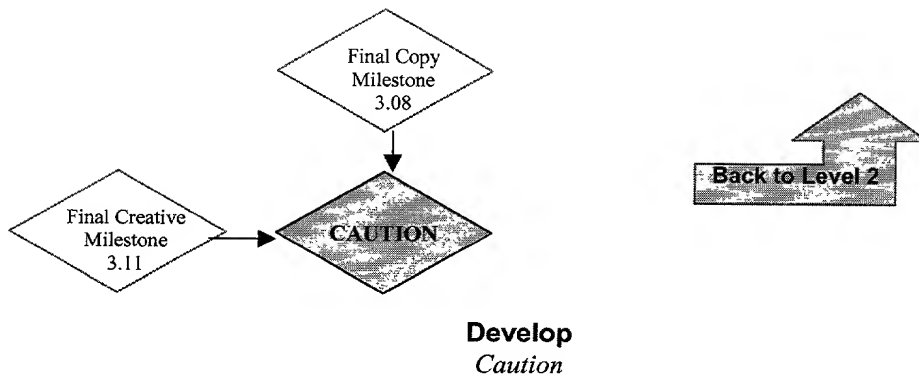 Final Copy
Milestone
3.08
Back to Level 2
Final Creative
Milestone
3.11
CAUTION
Develop
Caution